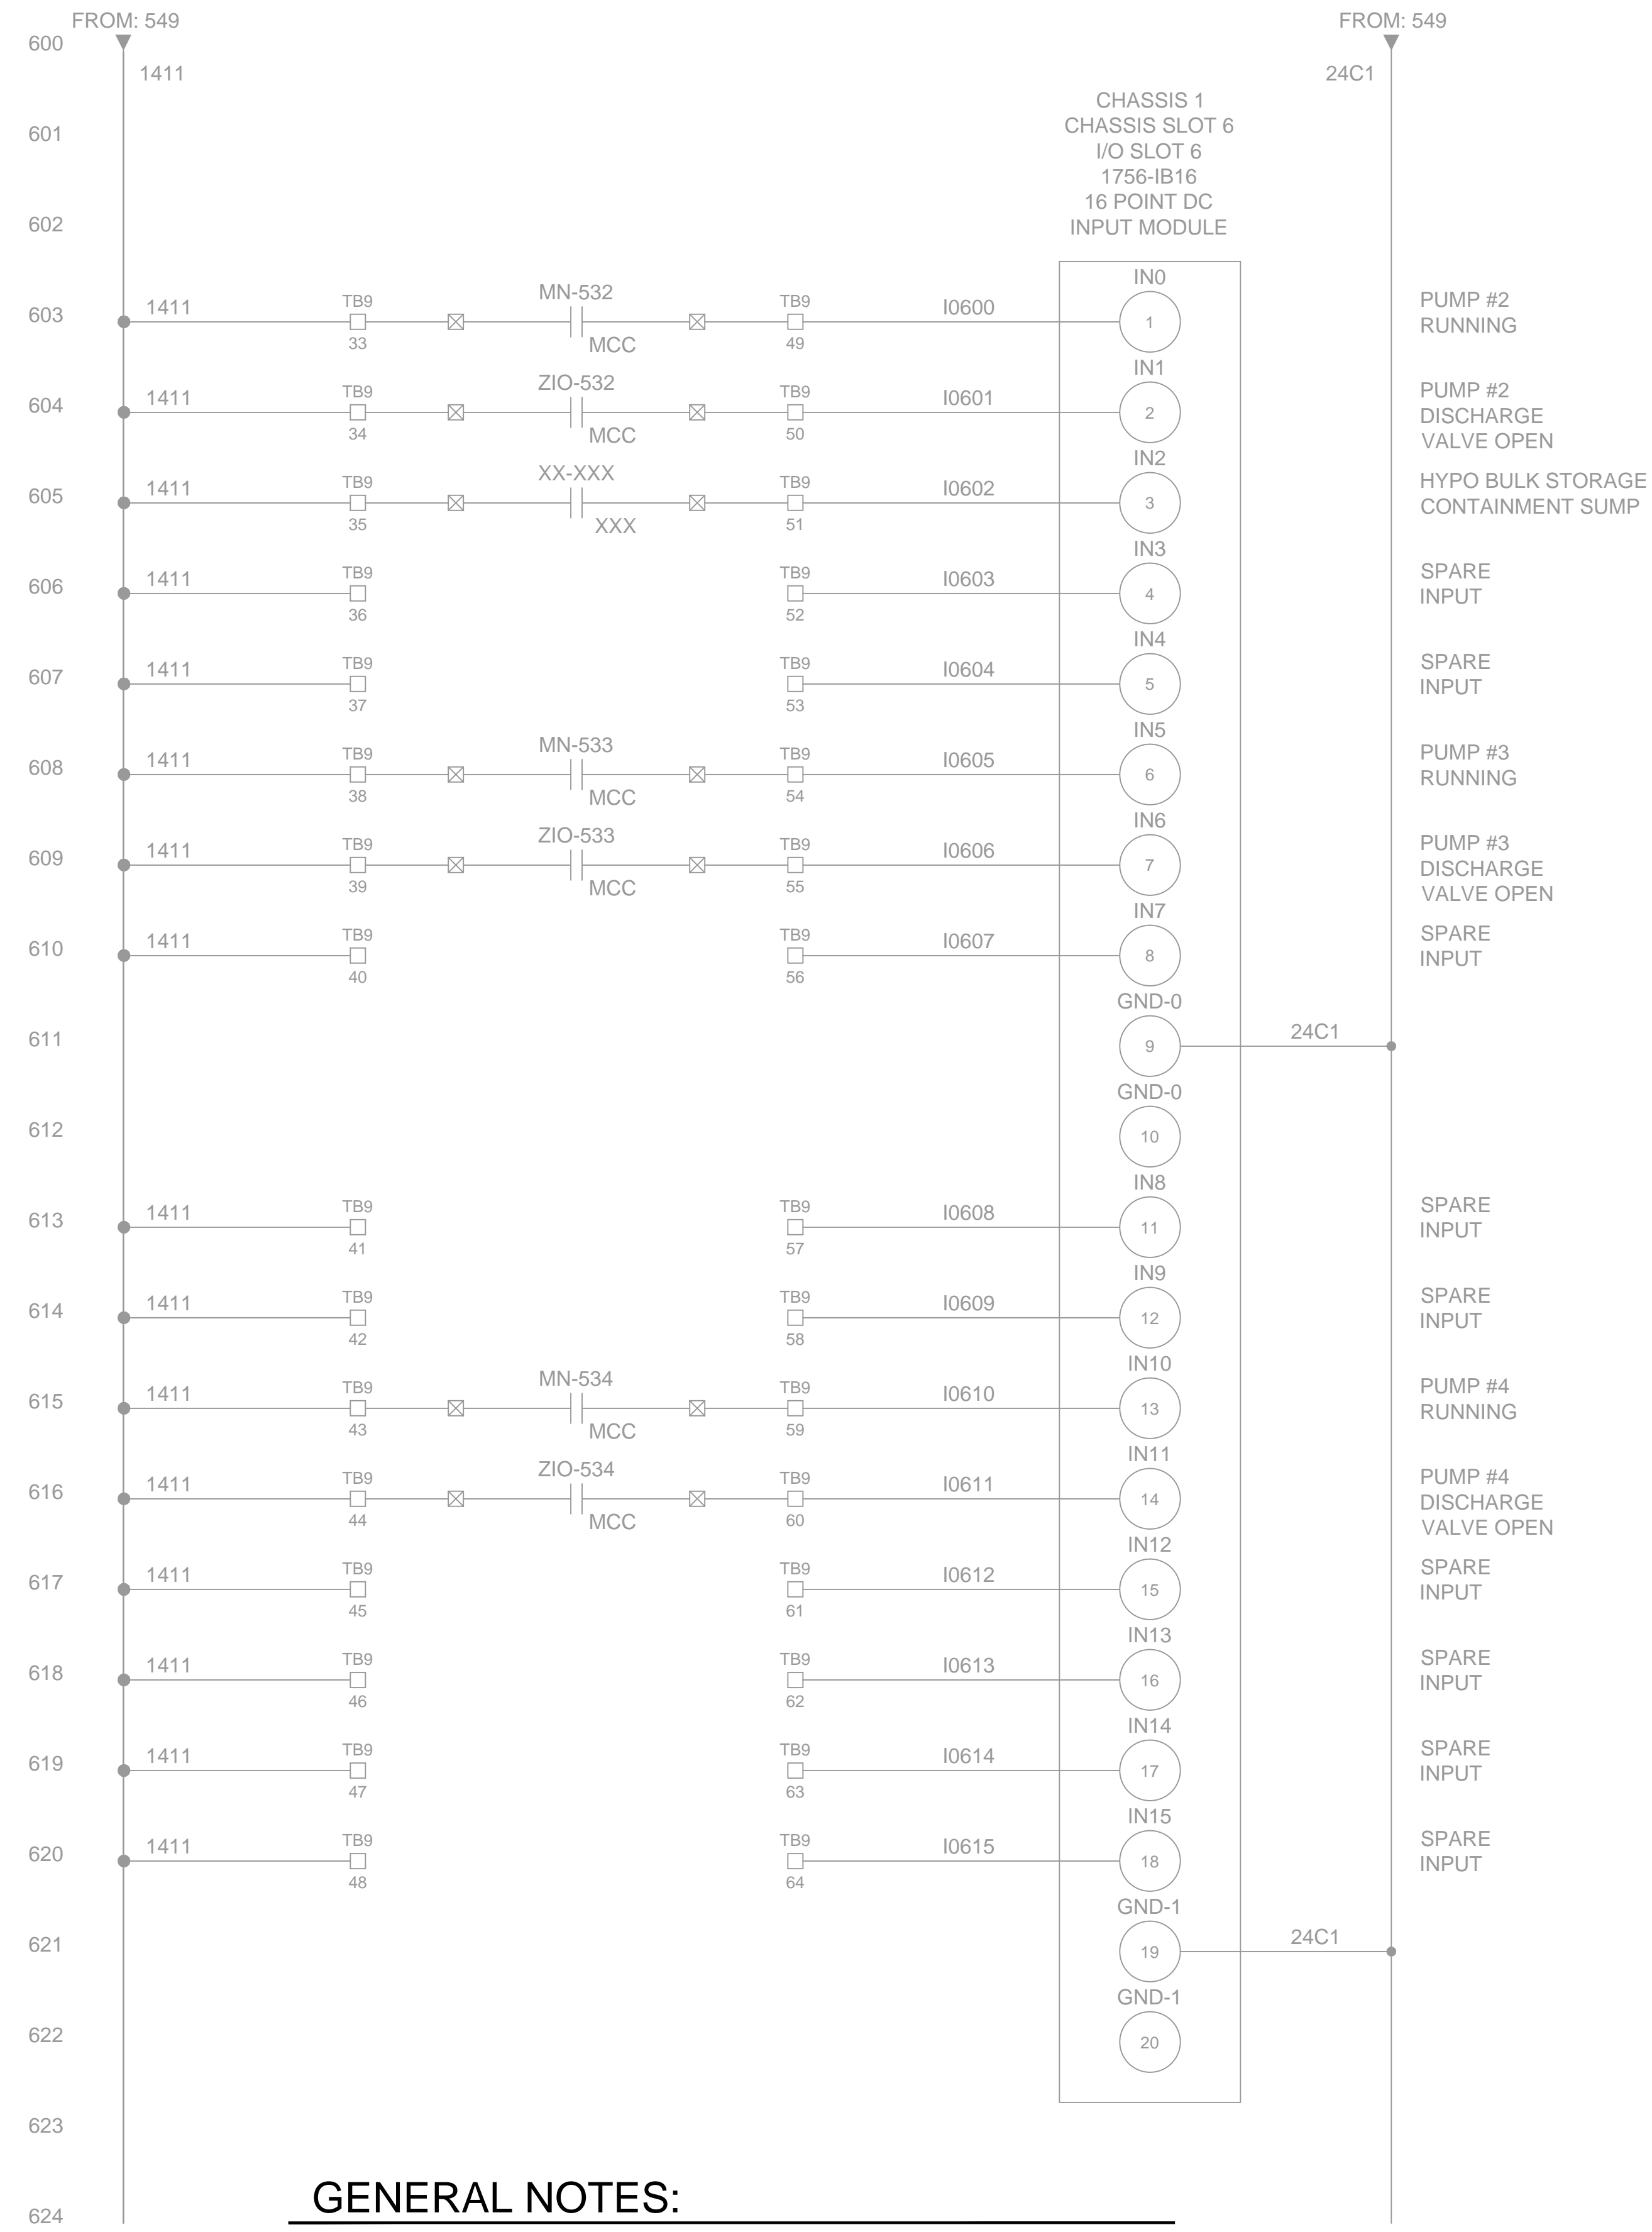 FROM: 549
FROM: 549
600
1411
24C1
CHASSIS 1
601
CHASSIS SLOT 6
I/O SLOT 6
1756-IB16
16 POINT DC
602
INPUT MODULE
IN0
603
1411
TB9
33
MN-532
MCC
TB9
49
I0600
1
PUMP #2
RUNNING
IN1
604
1411
TB9
34
ZIO-532
MCC
TB9
50
I0601
2
PUMP #2
DISCHARGE
VALVE OPEN
IN2
605
1411
TB9
35
XX-XXX
XXX
TB9
51
I0602
3
HYPO BULK STORAGE
CONTAINMENT SUMP
IN3
606
1411
TB9
36
TB9
52
I0603
4
SPARE
INPUT
IN4
607
1411
TB9
37
TB9
53
I0604
5
SPARE
INPUT
IN5
608
1411
TB9
38
MN-533
MCC
TB9
54
I0605
6
PUMP #3
RUNNING
IN6
609
1411
TB9
39
ZIO-533
MCC
TB9
55
I0606
7
PUMP #3
DISCHARGE
VALVE OPEN
IN7
610
1411
TB9
40
TB9
56
I0607
8
SPARE
INPUT
GND-0
611
9
24C1
GND-0
612
10
IN8
613
1411
TB9
41
TB9
57
I0608
11
SPARE
INPUT
IN9
614
1411
TB9
42
TB9
58
I0609
12
SPARE
INPUT
IN10
615
1411
TB9
43
MN-534
MCC
TB9
59
I0610
13
PUMP #4
RUNNING
IN11
616
1411
TB9
44
ZIO-534
MCC
TB9
60
I0611
14
PUMP #4
DISCHARGE
VALVE OPEN
IN12
617
1411
TB9
45
TB9
61
I0612
15
SPARE
INPUT
IN13
618
1411
TB9
46
TB9
62
I0613
16
SPARE
INPUT
IN14
619
1411
TB9
47
TB9
63
I0614
17
SPARE
INPUT
IN15
620
1411
TB9
48
TB9
64
I0615
18
SPARE
INPUT
GND-1
621
19
24C1
GND-1
622
20
623
GENERAL NOTES:
624